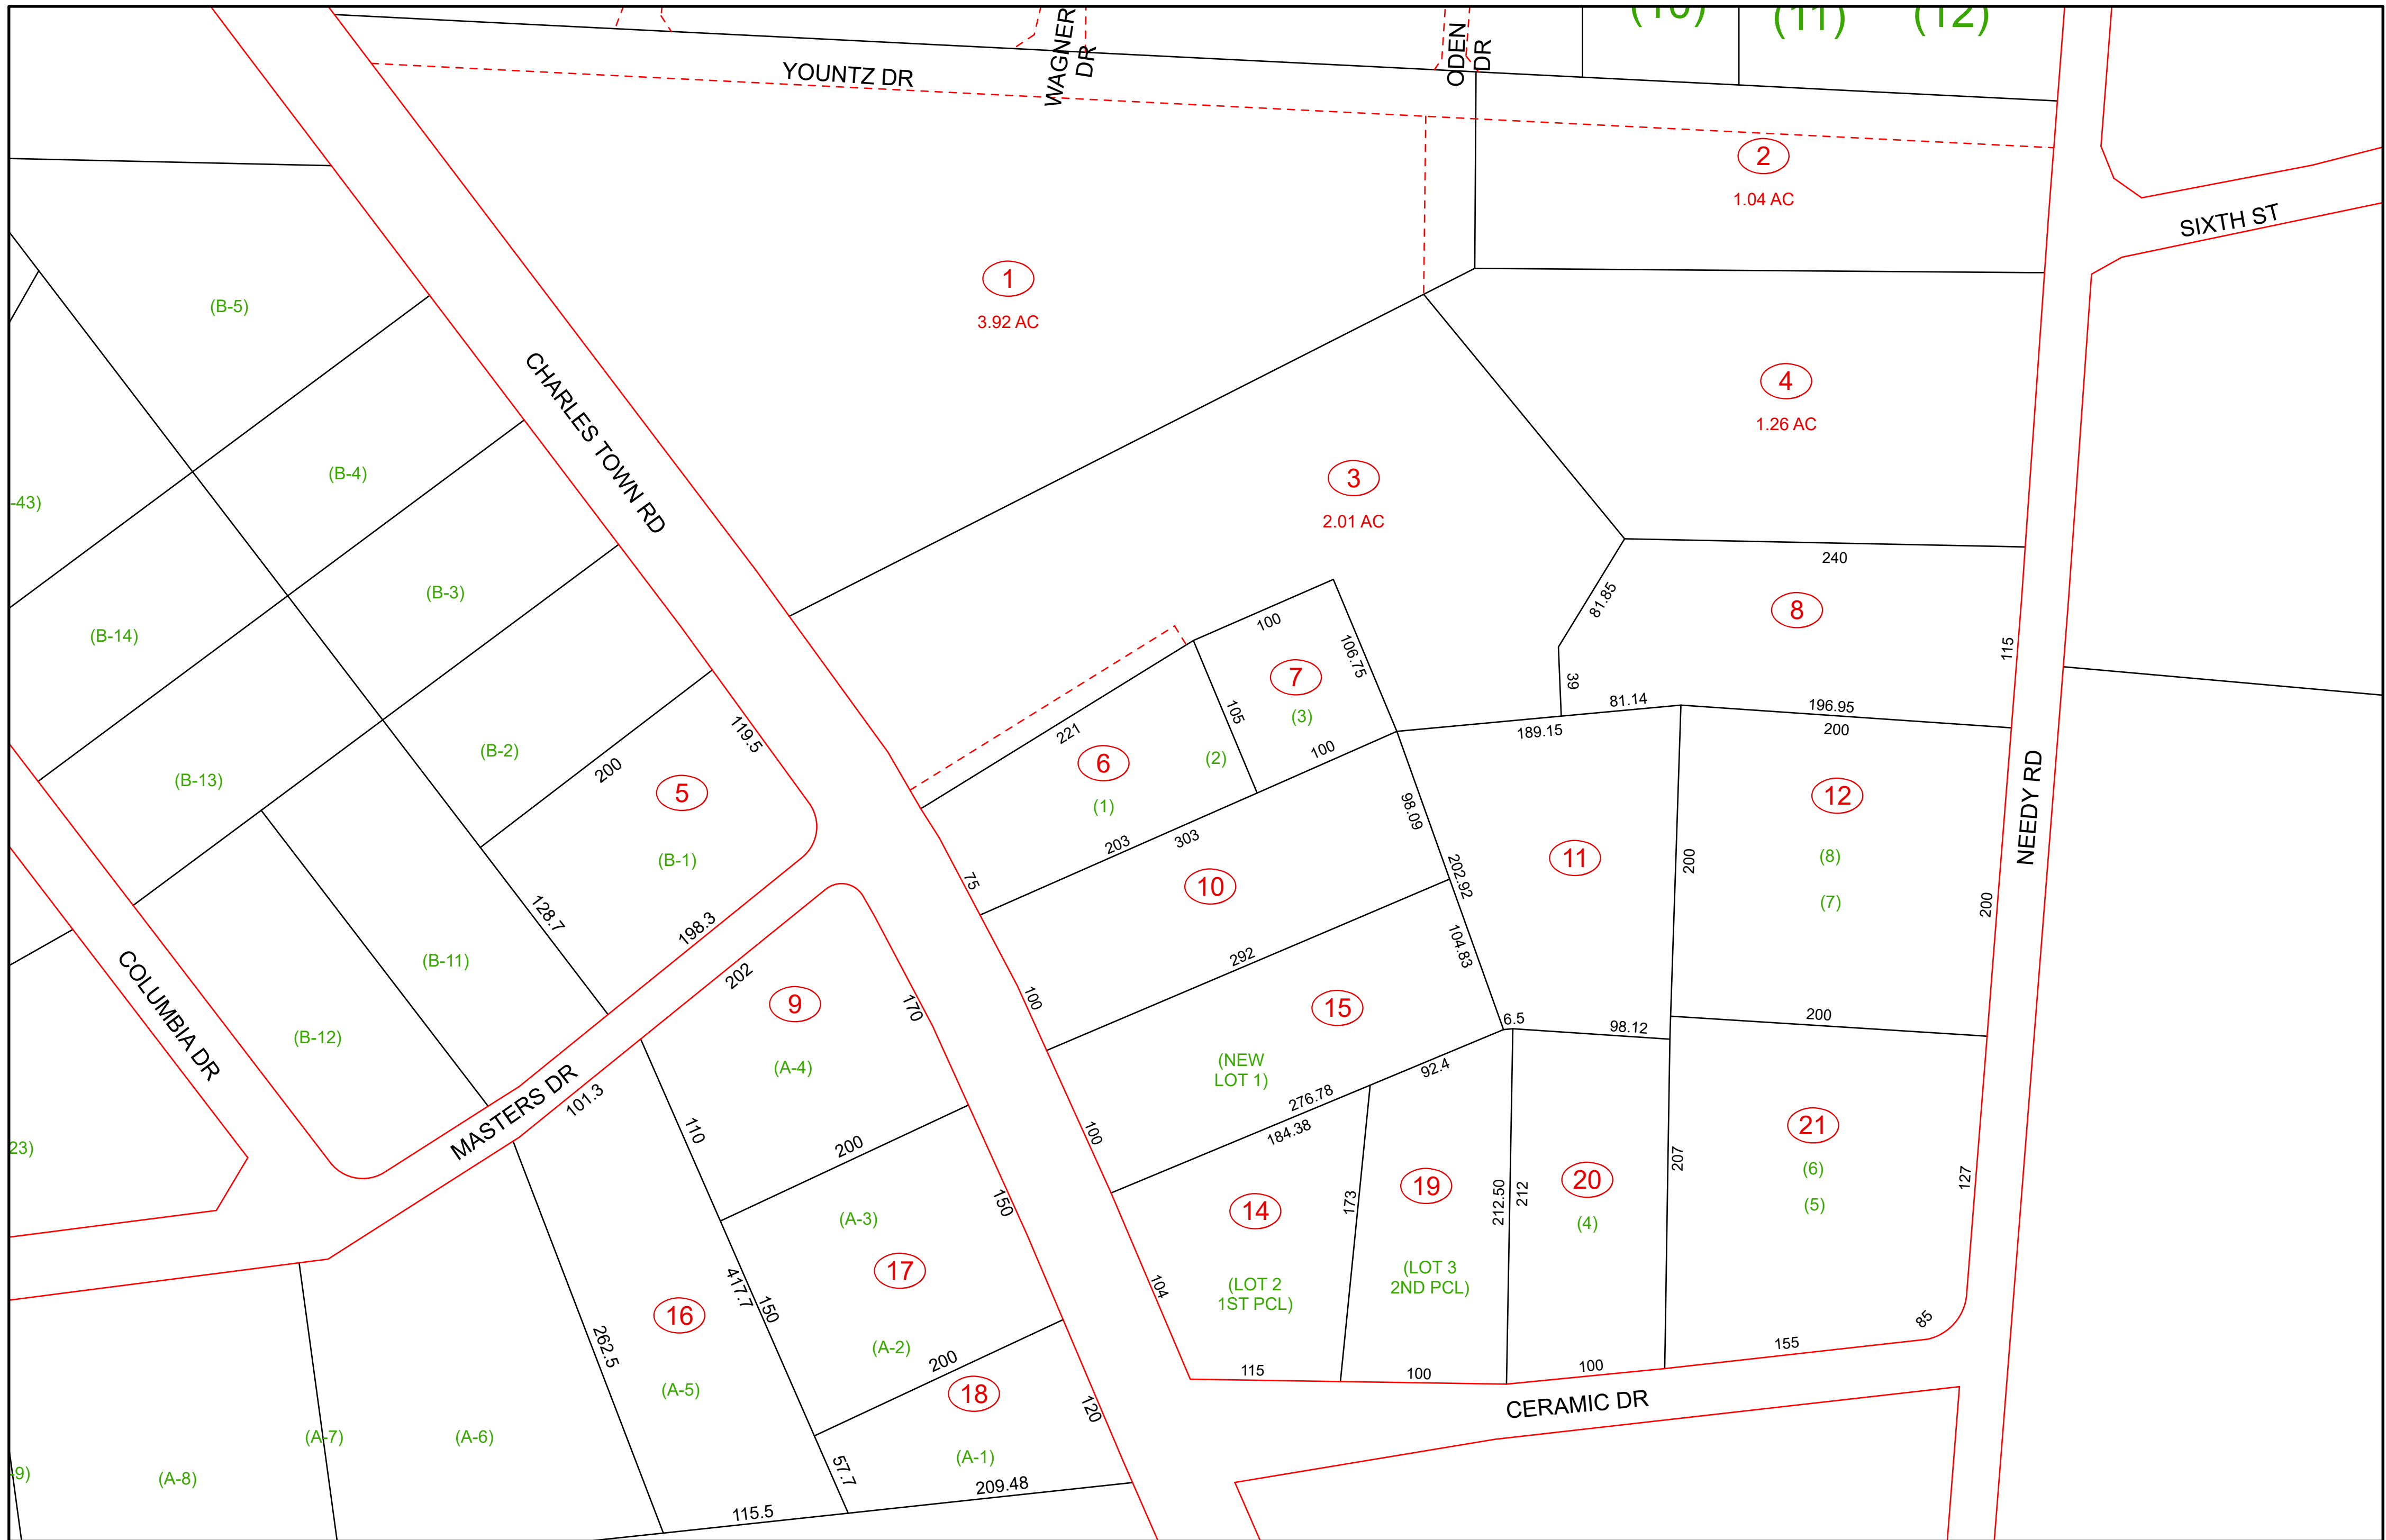 (10)
(11)
(12)
WAGNER
DR
ODEN
DR
YOUNTZ DR
2
1.04 AC
SIXTH ST
1
3.92 AC
(B-5)
CHARLES TOWN RD
4
1.26 AC
(B-4)
3
2.01 AC
-43)
240
(B-3)
81.85
8
(B-14)
100
106.75
115
7
39
(3)
81.14
196.95
105
119.5
221
189.15
200
(B-2)
200
(2)
100
6
(B-13)
5
(1)
12
NEEDY RD
98.09
203
303
11
(8)
(B-1)
200
75
10
202.92
(7)
200
128.7
198.3
104.83
292
(B-11)
202
COLUMBIA DR
9
170
100
15
6.5
98.12
200
(B-12)
(A-4)
(NEW
LOT 1)
92.4
MASTERS DR
101.3
276.78
184.38
110
100
21
23)
200
207
(6)
127
20
19
14
173
212.50
212
(4)
(5)
(A-3)
150
17
(LOT 3
2ND PCL)
(LOT 2
1ST PCL)
104
417.7
150
16
262.5
85
(A-2)
155
200
115
100
100
(A-5)
18
CERAMIC DR
120
(A-7)
(A-6)
(A-1)
-9)
(A-8)
57.7
209.48
115.5